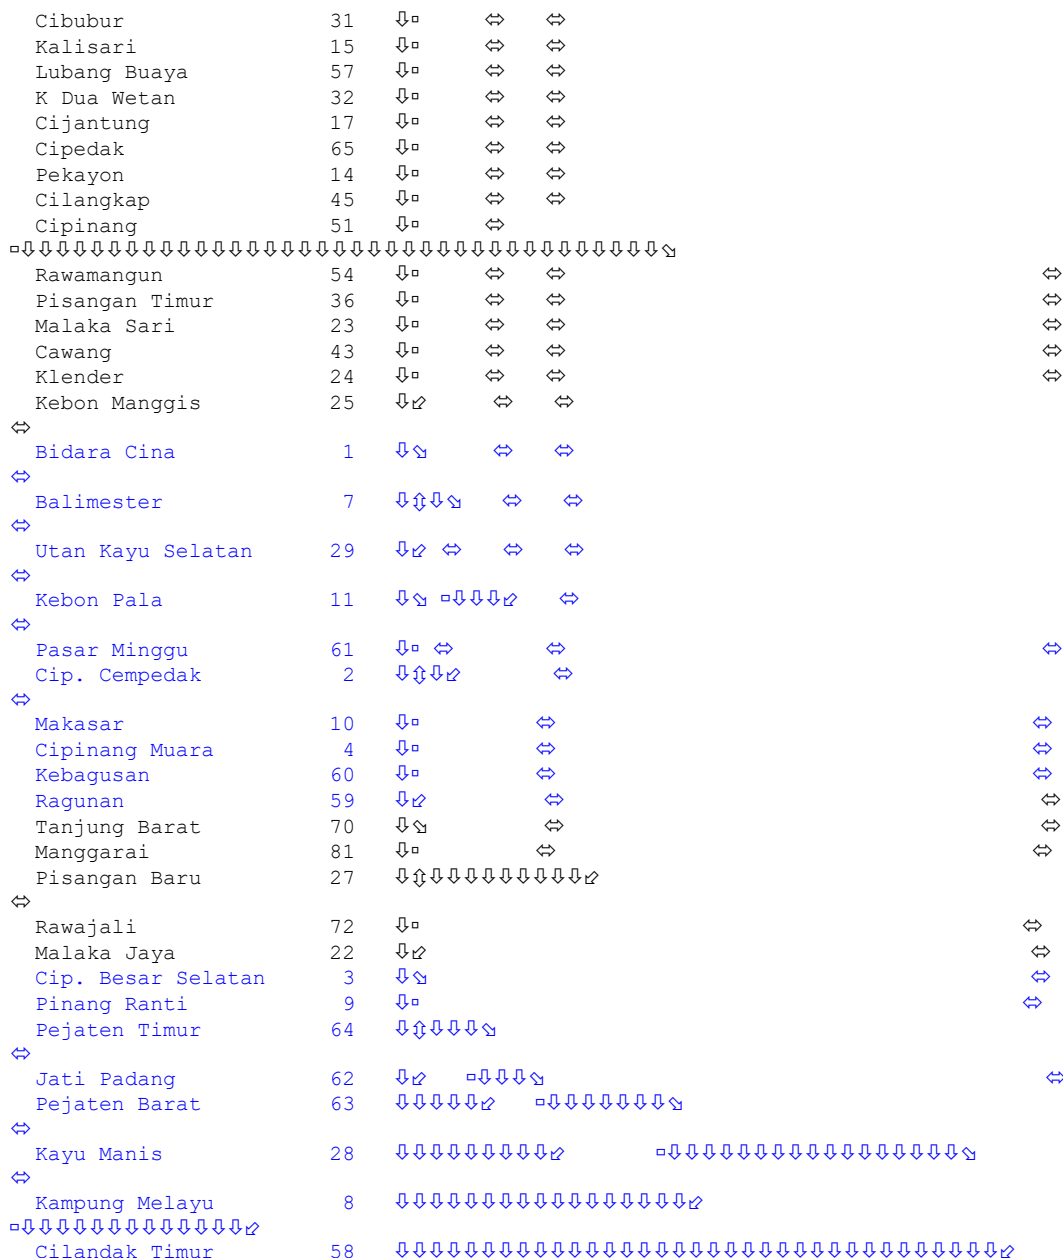 Cibubur 31 ⇩▫ ⇔ ⇔
Kalisari 15 ⇩▫ ⇔ ⇔
Lubang Buaya 57 ⇩▫ ⇔ ⇔
K Dua Wetan 32 ⇩▫ ⇔ ⇔
Cijantung 17 ⇩▫ ⇔ ⇔
Cipedak 65 ⇩▫ ⇔ ⇔
Pekayon 14 ⇩▫ ⇔ ⇔
Cilangkap 45 ⇩▫ ⇔ ⇔
Cipinang 51 ⇩▫ ⇔
▫⇩⇩⇩⇩⇩⇩⇩⇩⇩⇩⇩⇩⇩⇩⇩⇩⇩⇩⇩⇩⇩⇩⇩⇩⇩⇩⇩⇩⇩⇩⇩⇩⇩⇩⇩⇩⇩⬂
Rawamangun 54 ⇩▫ ⇔ ⇔ ⇔
Pisangan Timur 36 ⇩▫ ⇔ ⇔ ⇔
Malaka Sari 23 ⇩▫ ⇔ ⇔ ⇔
Cawang 43 ⇩▫ ⇔ ⇔ ⇔
Klender 24 ⇩▫ ⇔ ⇔ ⇔
Kebon Manggis 25 ⇩⬃ ⇔ ⇔
⇔
Bidara Cina 1 ⇩⬂ ⇔ ⇔
⇔
Balimester 7 ⇩⇳⇩⬂ ⇔ ⇔
⇔
Utan Kayu Selatan 29 ⇩⬃ ⇔ ⇔ ⇔
⇔
Kebon Pala 11 ⇩⬂ ▫⇩⇩⇩⬃ ⇔
⇔
Pasar Minggu 61 ⇩▫ ⇔ ⇔ ⇔
Cip. Cempedak 2 ⇩⇳⇩⬃ ⇔
⇔
Makasar 10 ⇩▫ ⇔ ⇔
Cipinang Muara 4 ⇩▫ ⇔ ⇔
Kebagusan 60 ⇩▫ ⇔ ⇔
Ragunan 59 ⇩⬃ ⇔ ⇔
Tanjung Barat 70 ⇩⬂ ⇔ ⇔
Manggarai 81 ⇩▫ ⇔ ⇔
Pisangan Baru 27 ⇩⇳⇩⇩⇩⇩⇩⇩⇩⇩⇩⬃
⇔
Rawajali 72 ⇩▫ ⇔
Malaka Jaya 22 ⇩⬃ ⇔
Cip. Besar Selatan 3 ⇩⬂ ⇔
Pinang Ranti 9 ⇩▫ ⇔
Pejaten Timur 64 ⇩⇳⇩⇩⇩⬂
⇔
Jati Padang 62 ⇩⬃ ▫⇩⇩⇩⬂ ⇔
Pejaten Barat 63 ⇩⇩⇩⇩⇩⬃ ▫⇩⇩⇩⇩⇩⇩⇩⬂
⇔
Kayu Manis 28 ⇩⇩⇩⇩⇩⇩⇩⇩⇩⬃ ▫⇩⇩⇩⇩⇩⇩⇩⇩⇩⇩⇩⇩⇩⇩⇩⇩⇩⬂
⇔
Kampung Melayu 8 ⇩⇩⇩⇩⇩⇩⇩⇩⇩⇩⇩⇩⇩⇩⇩⇩⇩⬃
▫⇩⇩⇩⇩⇩⇩⇩⇩⇩⇩⇩⇩⇩⬃
Cilandak Timur 58 ⇩⇩⇩⇩⇩⇩⇩⇩⇩⇩⇩⇩⇩⇩⇩⇩⇩⇩⇩⇩⇩⇩⇩⇩⇩⇩⇩⇩⇩⇩⇩⇩⇩⇩⇩⬃